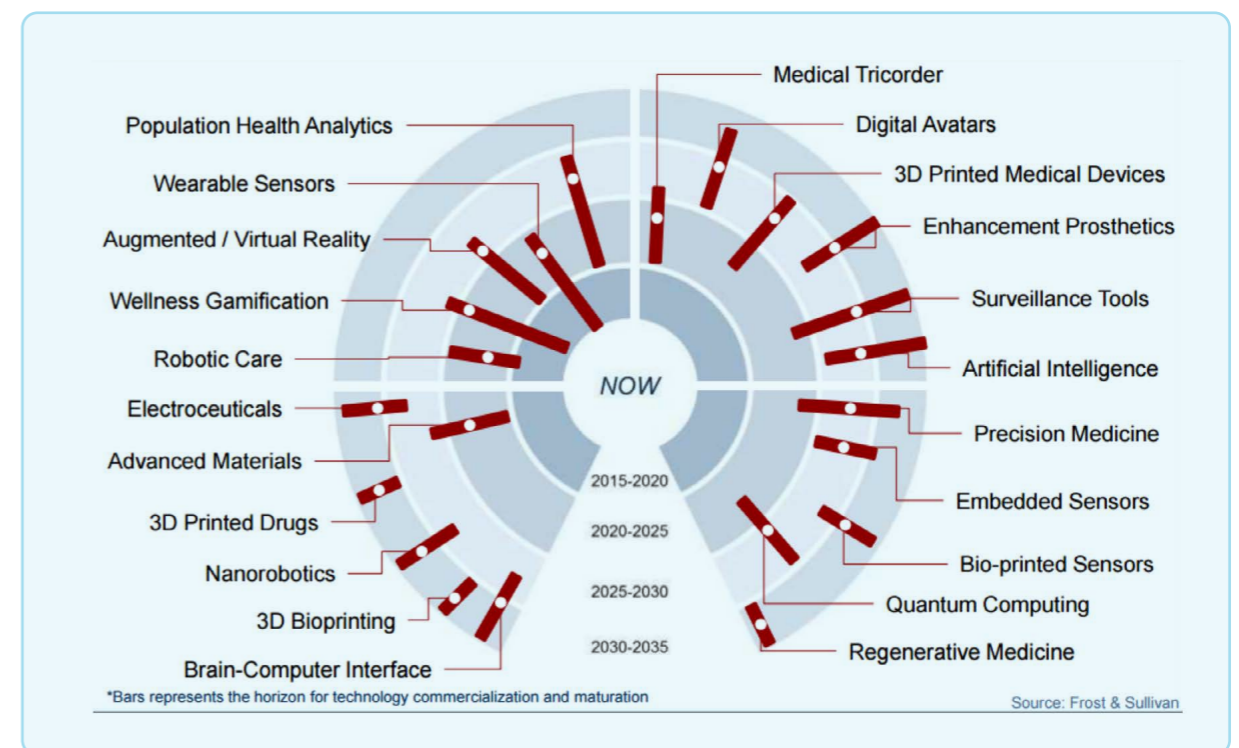 Medical Tricorder
Population Health Analytics
Digital Avatars
Wearable Sensors
3D Printed Medical Devices
Augmented / Virtual Reality
Enhancement Prosthetics
Wellness Gamification
Surveillance Tools
Robotic Care
Artificial Intelligence
NOW
Electroceuticals
Precision Medicine
Advanced Materials
2015-2020
Embedded Sensors
3D Printed Drugs
2020-2025
Bio-printed Sensors
Nanorobotics
2025-2030
Quantum Computing
3D Bioprinting
2030-2035
Regenerative Medicine
Brain-Computer Interface
*Bars represents the horizon for technology commercialization and maturation
Source: Frost & Sullivan